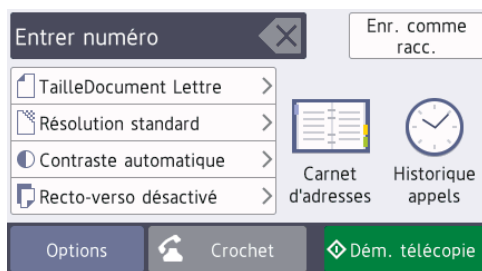 Entrer numéro
Enr. comme
racc.
TailleDocument Lettre
Résolution standard
Contraste automatique
Recto-verso désactivé
Carnet
d'adresses
Historique
appels
Options
Crochet
Dém. télécopie